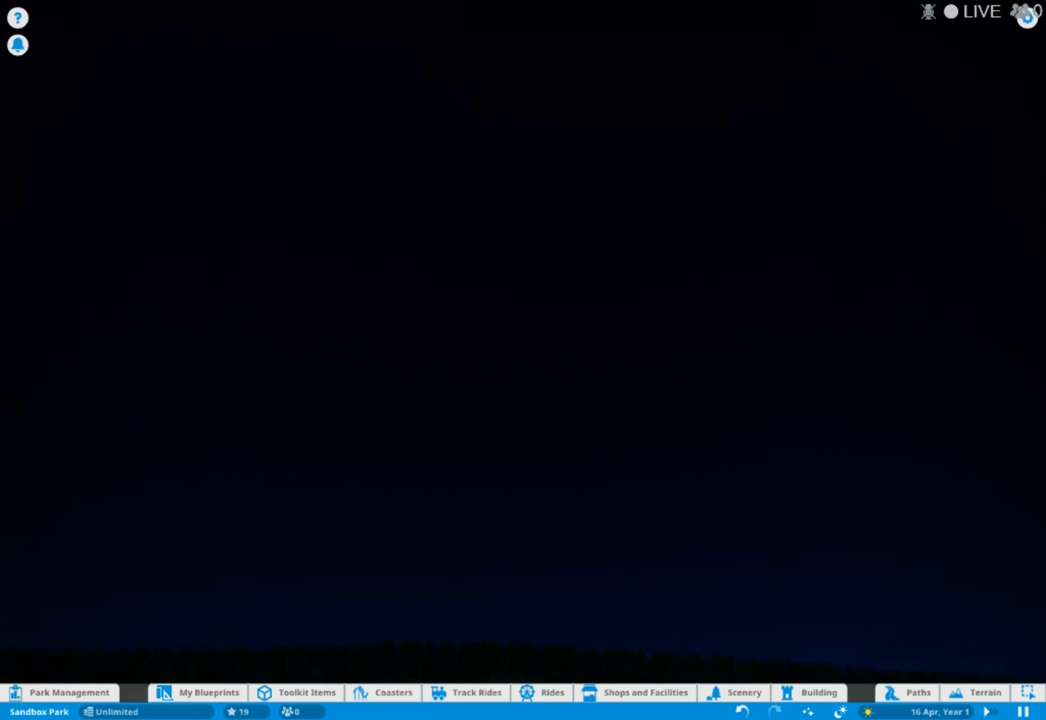 ?
LIVE 0
Park Management My Blueprints Toolkit Items Coasters Track Rides Rides Shops and Facilities Scenery Building Paths Terrain
Sandbox Park Unlimited 19 0 16 Apr, Year 1